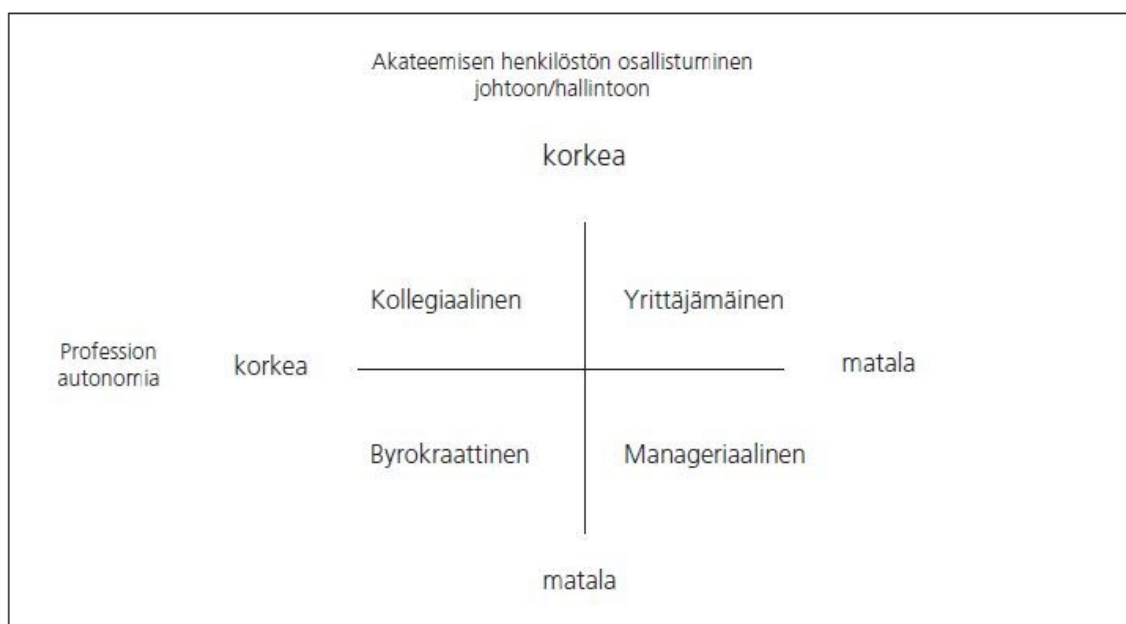 Akateemisen henkilöstön osallistuminen
johtoon/hallintoon
korkea
Kollegiaalinen Yrittäjämäinen
Profession
autonomia
korkea matala
Byrokraattinen Manageriaalinen
matala